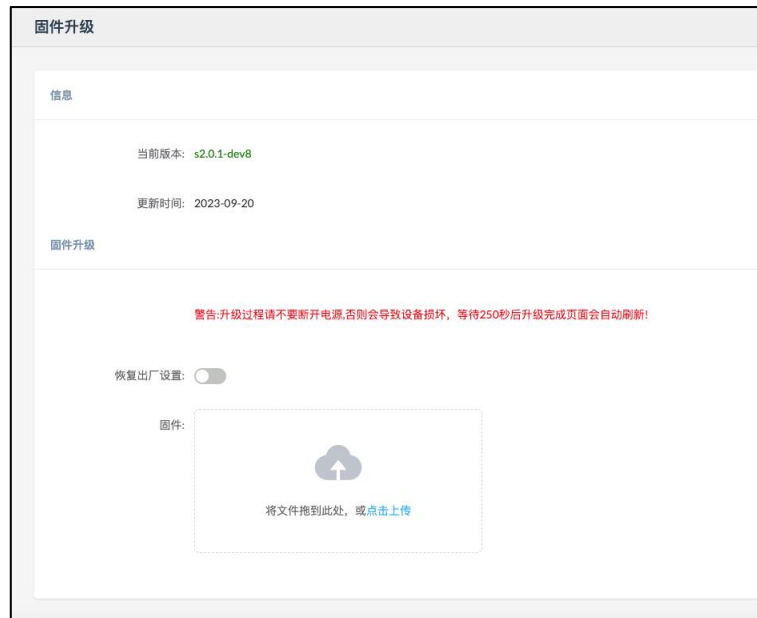 固件升级
信息
当前版本: s2.0.1-dev8
更新时间: 2023-09-20
固件升级
警告:升级过程请不要断开电源,否则会导致设备损坏，等待250秒后升级完成页面会自动刷新!
恢复出厂设置:
固件:
将文件拖到此处，或点击上传